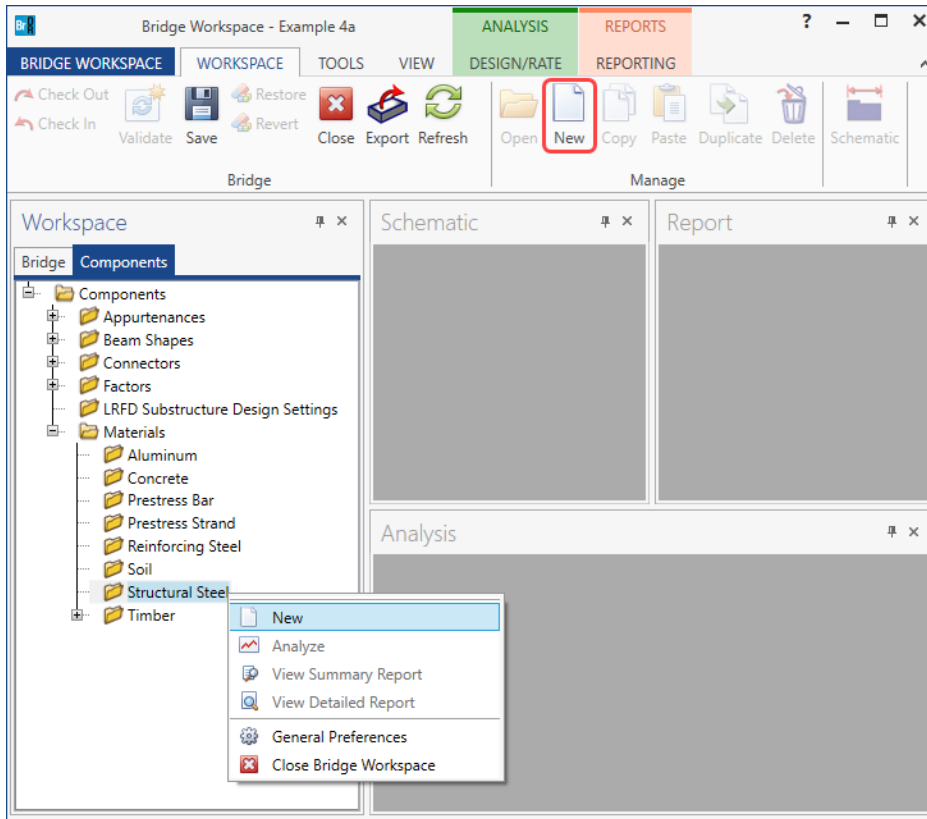 Br R
Bridge Workspace - Example 4a
ANALYSIS
REPORTS
?
BRIDGE WORKSPACE
WORKSPACE
TOOLS
VIEW
DESIGN/RATE
REPORTING
Check Out
Check In
Validate
Save
Restore
Revert
Close
Export
Refresh
Open
New
Copy
Paste
Duplicate
Delete
Schematic
Bridge
Manage
Workspace
Bridge
Components
Components
Appurtenances
Beam Shapes
Connectors
Factors
LRFD Substructure Design Settings
Materials
Aluminum
Concrete
Prestress Bar
Prestress Strand
Reinforcing Steel
Soil
Structural Steel
Timber
New
Analyze
View Summary Report
View Detailed Report
General Preferences
Close Bridge Workspace
Schematic
Report
Analysis